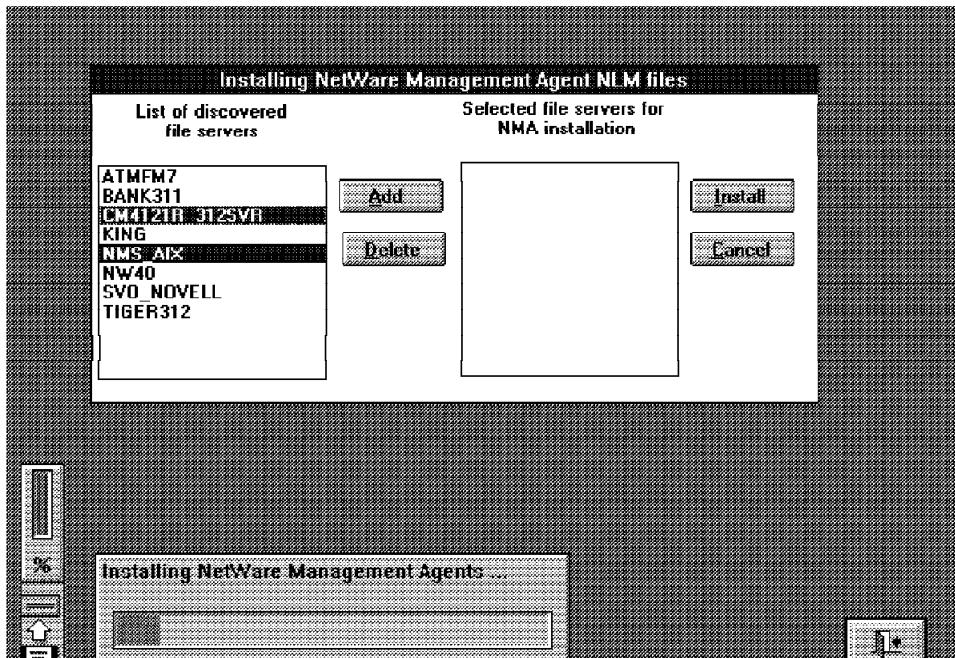 Installing NetWare Management Agent NLM files
List of discovered
file servers
Selected file servers for
NMA installation
ATMFM7
BANK311
CM4121R_312SVR
KING
NMS_AIX
NW40
SVO_NOVELL
TIGER312
Add
Delete
Install
Cancel
%
Installing NetWare Management Agents ...